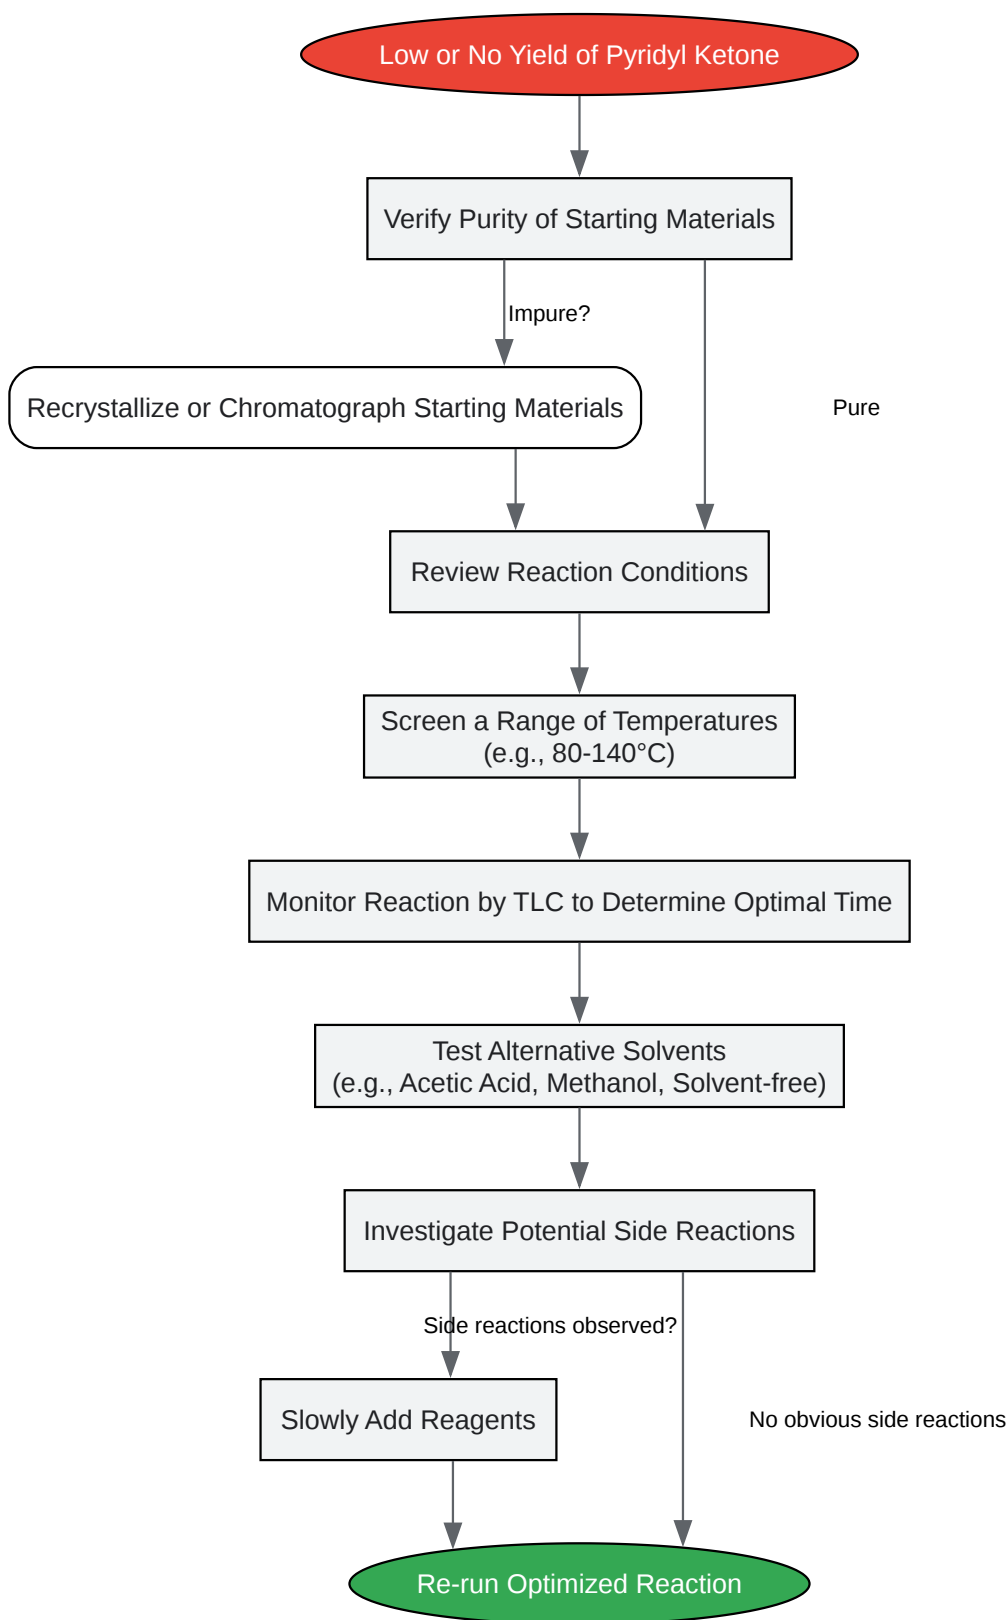 Low or No Yield of Pyridyl Ketone
Verify Purity of Starting Materials
Impure?
Recrystallize or Chromatograph Starting Materials
Pure
Review Reaction Conditions
Screen a Range of Temperatures
(e.g., 80-140°C)
Monitor Reaction by TLC to Determine Optimal Time
Test Alternative Solvents
(e.g., Acetic Acid, Methanol, Solvent-free)
Investigate Potential Side Reactions
Side reactions observed?
Slowly Add Reagents
No obvious side reactions
Re-run Optimized Reaction